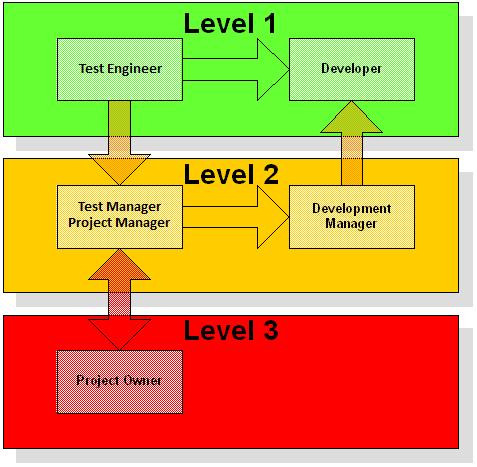 Level 1
Test Engineer
Developer
Level 2
Test Manager
Project Manager
Development
Manager
Level 3
Project Owner